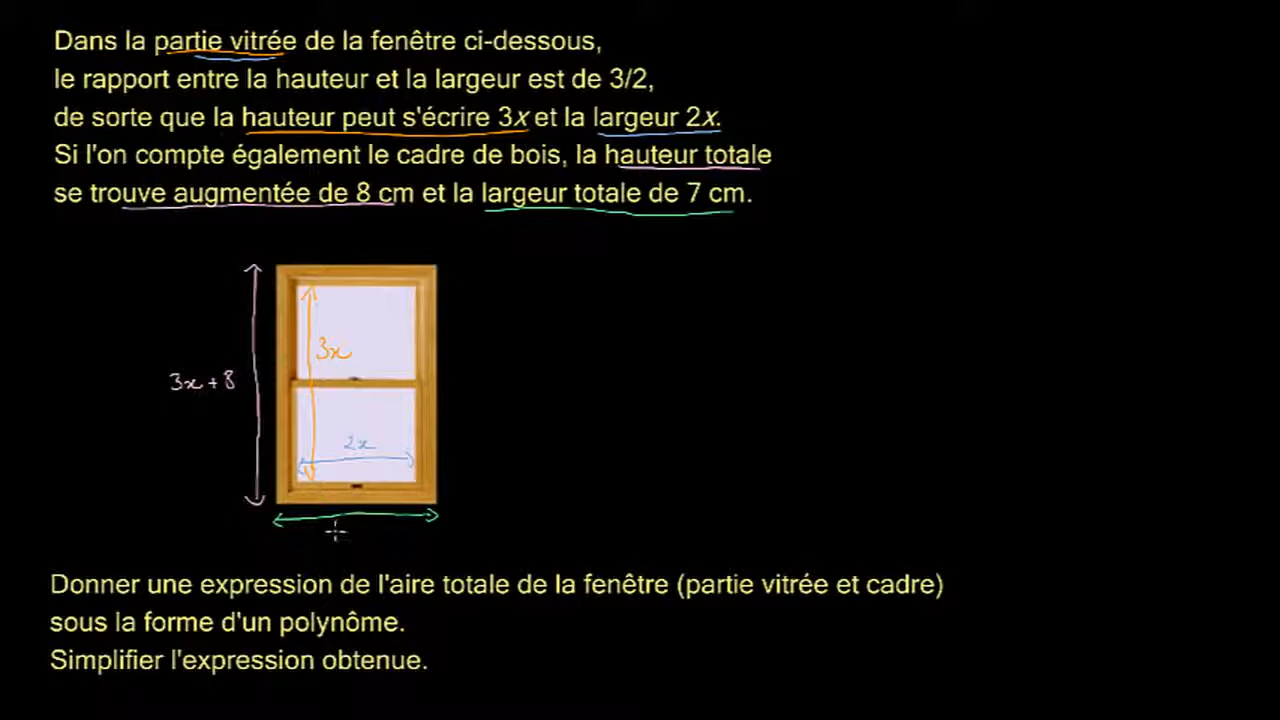 Dans la partie vitrée de la fenêtre ci-dessous,
le rapport entre la hauteur et la largeur est de 3/2,
de sorte que la hauteur peut s'écrire 3x et la largeur 2x.
Si l'on compte également le cadre de bois, la hauteur totale
se trouve augmentée de 8 cm et la largeur totale de 7 cm.
3x
3x + 8
2x
Donner une expression de l'aire totale de la fenêtre (partie vitrée et cadre)
sous la forme d'un polynôme.
Simplifier l'expression obtenue.